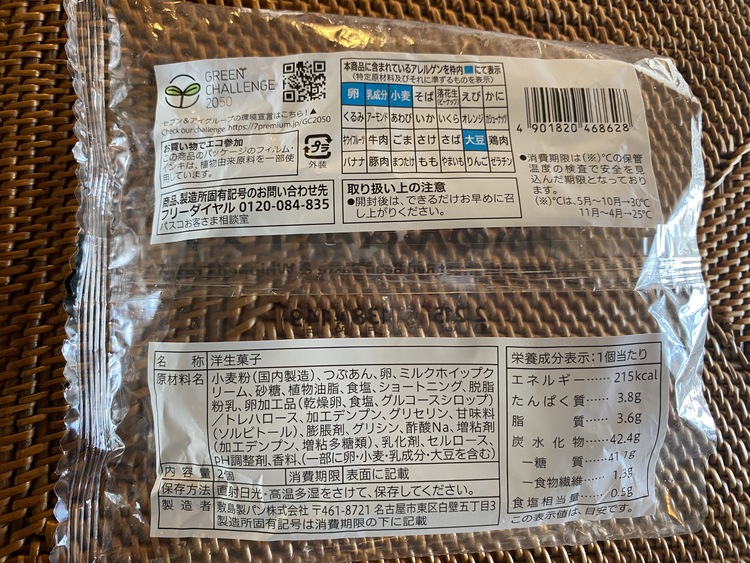 GREEN
CHALLENGE
2050
セブン&アイグループの環境宣言はこちら!
Check our challenge https://7premium.jp/GC2050
お買い物でエコ参加
この商品のパッケージのフィルム・
インキは、植物由来原料を一部使
用しています。
プラ
外装
商品、製造所固有記号のお問い合わせ先
フリーダイヤル 0120-084-835
パスコお客さま相談室
本商品に含まれているアレルゲンを枠内■にて表示
(特定原材料及びそれに準ずるものを表示)
卵 乳成分 小麦 そば 落花生(ピーナッツ) えび かに
くるみ アーモンド あわび いか いくら オレンジ カシューナッツ
キウイフルーツ 牛肉 ごま さけ さば 大豆 鶏肉
バナナ 豚肉 まつたけ もも やまいも りんご ゼラチン
取り扱い上の注意
●開封後は、できるだけお早めに召
し上がりください。
4 901820 468628
●消費期限は(※)℃の保管
温度の検査で安全を見
込んだ期限となっており
ます。
(※)℃は、5月~10月→30℃
11月~4月→25℃
名称 洋生菓子
原材料名 小麦粉(国内製造)、つぶあん、卵、ミルクホイップク
リーム、砂糖、植物油脂、食塩、ショートニング、脱脂
粉乳、卵加工品(乾燥卵、食塩、グルコースシロップ)
/トレハロース、加工デンプン、グリセリン、甘味料
(ソルビトール)、膨脹剤、グリシン、酢酸Na、増粘剤
(加工デンプン、増粘多糖類)、乳化剤、セルロース、
pH調整剤、香料、(一部に卵・小麦・乳成分・大豆を含む)
内容量 2個 消費期限 表面に記載
保存方法 直射日光・高温多湿をさけて、保存してください。
製造者 敷島製パン株式会社 〒461-8721 名古屋市東区白壁五丁目3
製造所固有記号は消費期限の下に記載
栄養成分表示:1個当たり
エネルギー……215kcal
たんぱく質……3.8g
脂質……3.6g
炭水化物……42.4g
-糖質……41.1g
-食物繊維……1.3g
食塩相当量……
この表示値は、目安です。